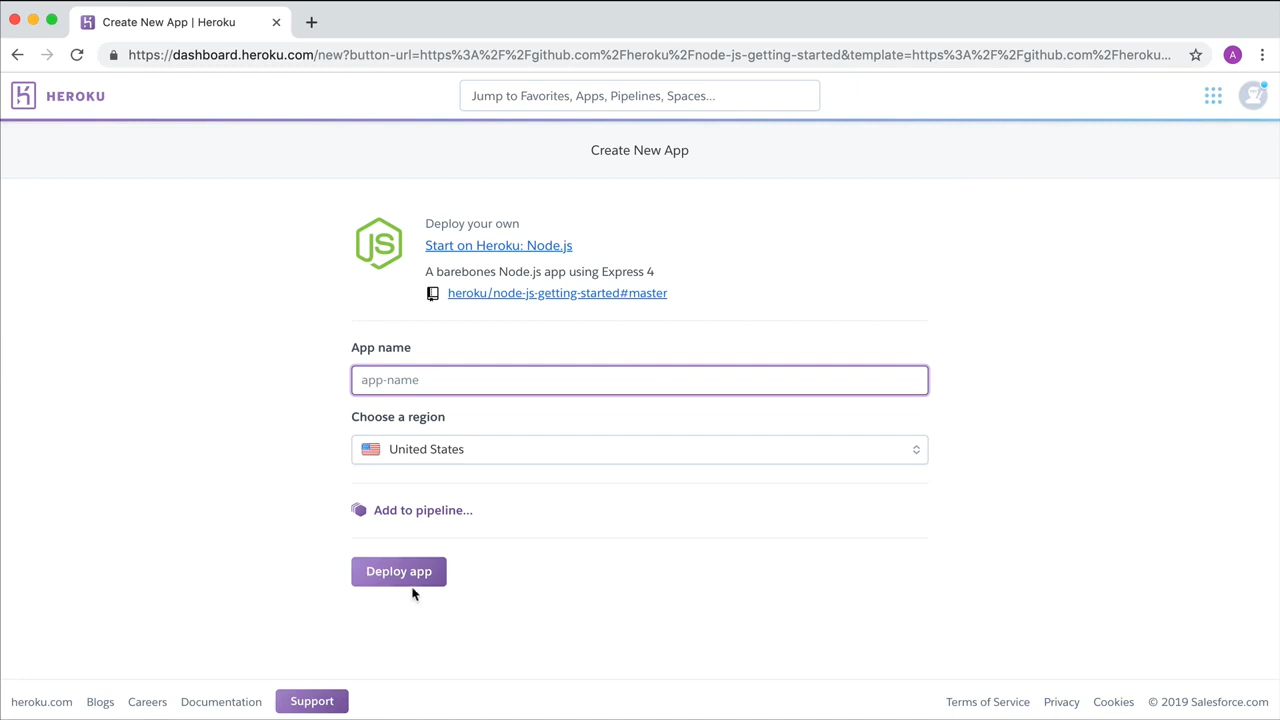 Create New App | Heroku
https://dashboard.heroku.com/new?button-url=https%3A%2F%2Fgithub.com%2Fheroku%2Fnode-js-getting-started&template=https%3A%2F%2Fgithub.com%2Fheroku...
A
HEROKU
Jump to Favorites, Apps, Pipelines, Spaces...
Create New App
JS
Deploy your own
Start on Heroku: Node.js
A barebones Node.js app using Express 4
heroku/node-js-getting-started#master
App name
app-name
Choose a region
United States
Add to pipeline...
Deploy app
heroku.com Blogs Careers Documentation Support Terms of Service Privacy Cookies © 2019 Salesforce.com